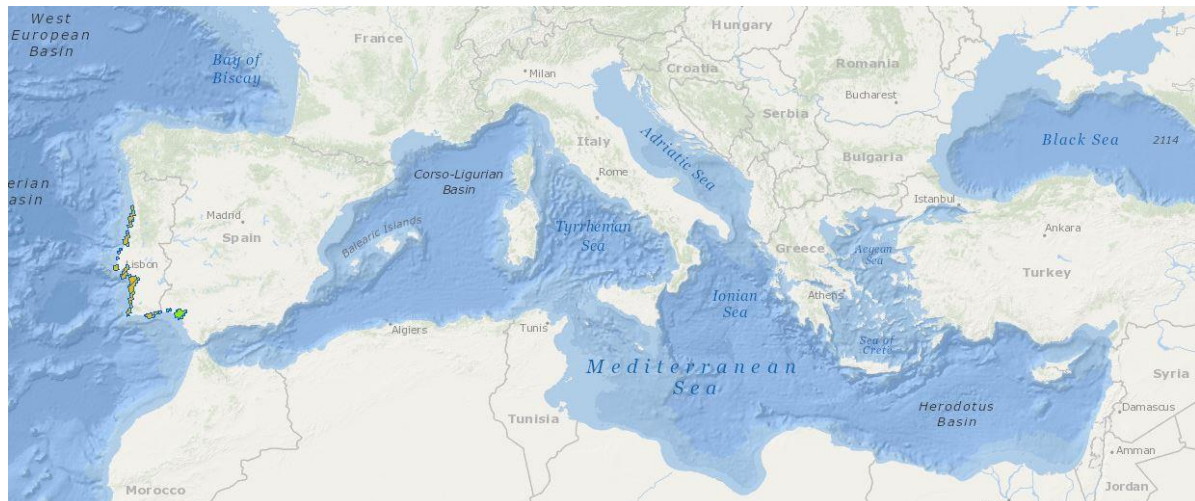 West
European
Basin
Bay of
Biscay
France
Hungary
Romania
Croatia
Milan
Bucharest
Serbia
Italy
Adriatic Sea
Black Sea
2114
Bulgaria
erian
asin
Corso-Ligurian
Basin
Rome
Istanbul
Madrid
Spain
Balearic Islands
Tyrrhenian
Sea
Greece
Aegean
Sea
Ankara
Turkey
Lisbon
Ionian
Sea
Athens
Algiers
Tunis
Sea of
Crete
Mediterranean
Sea
Syria
Herodotus
Basin
Damascus
Tunisia
Amman
Jordan
Morocco